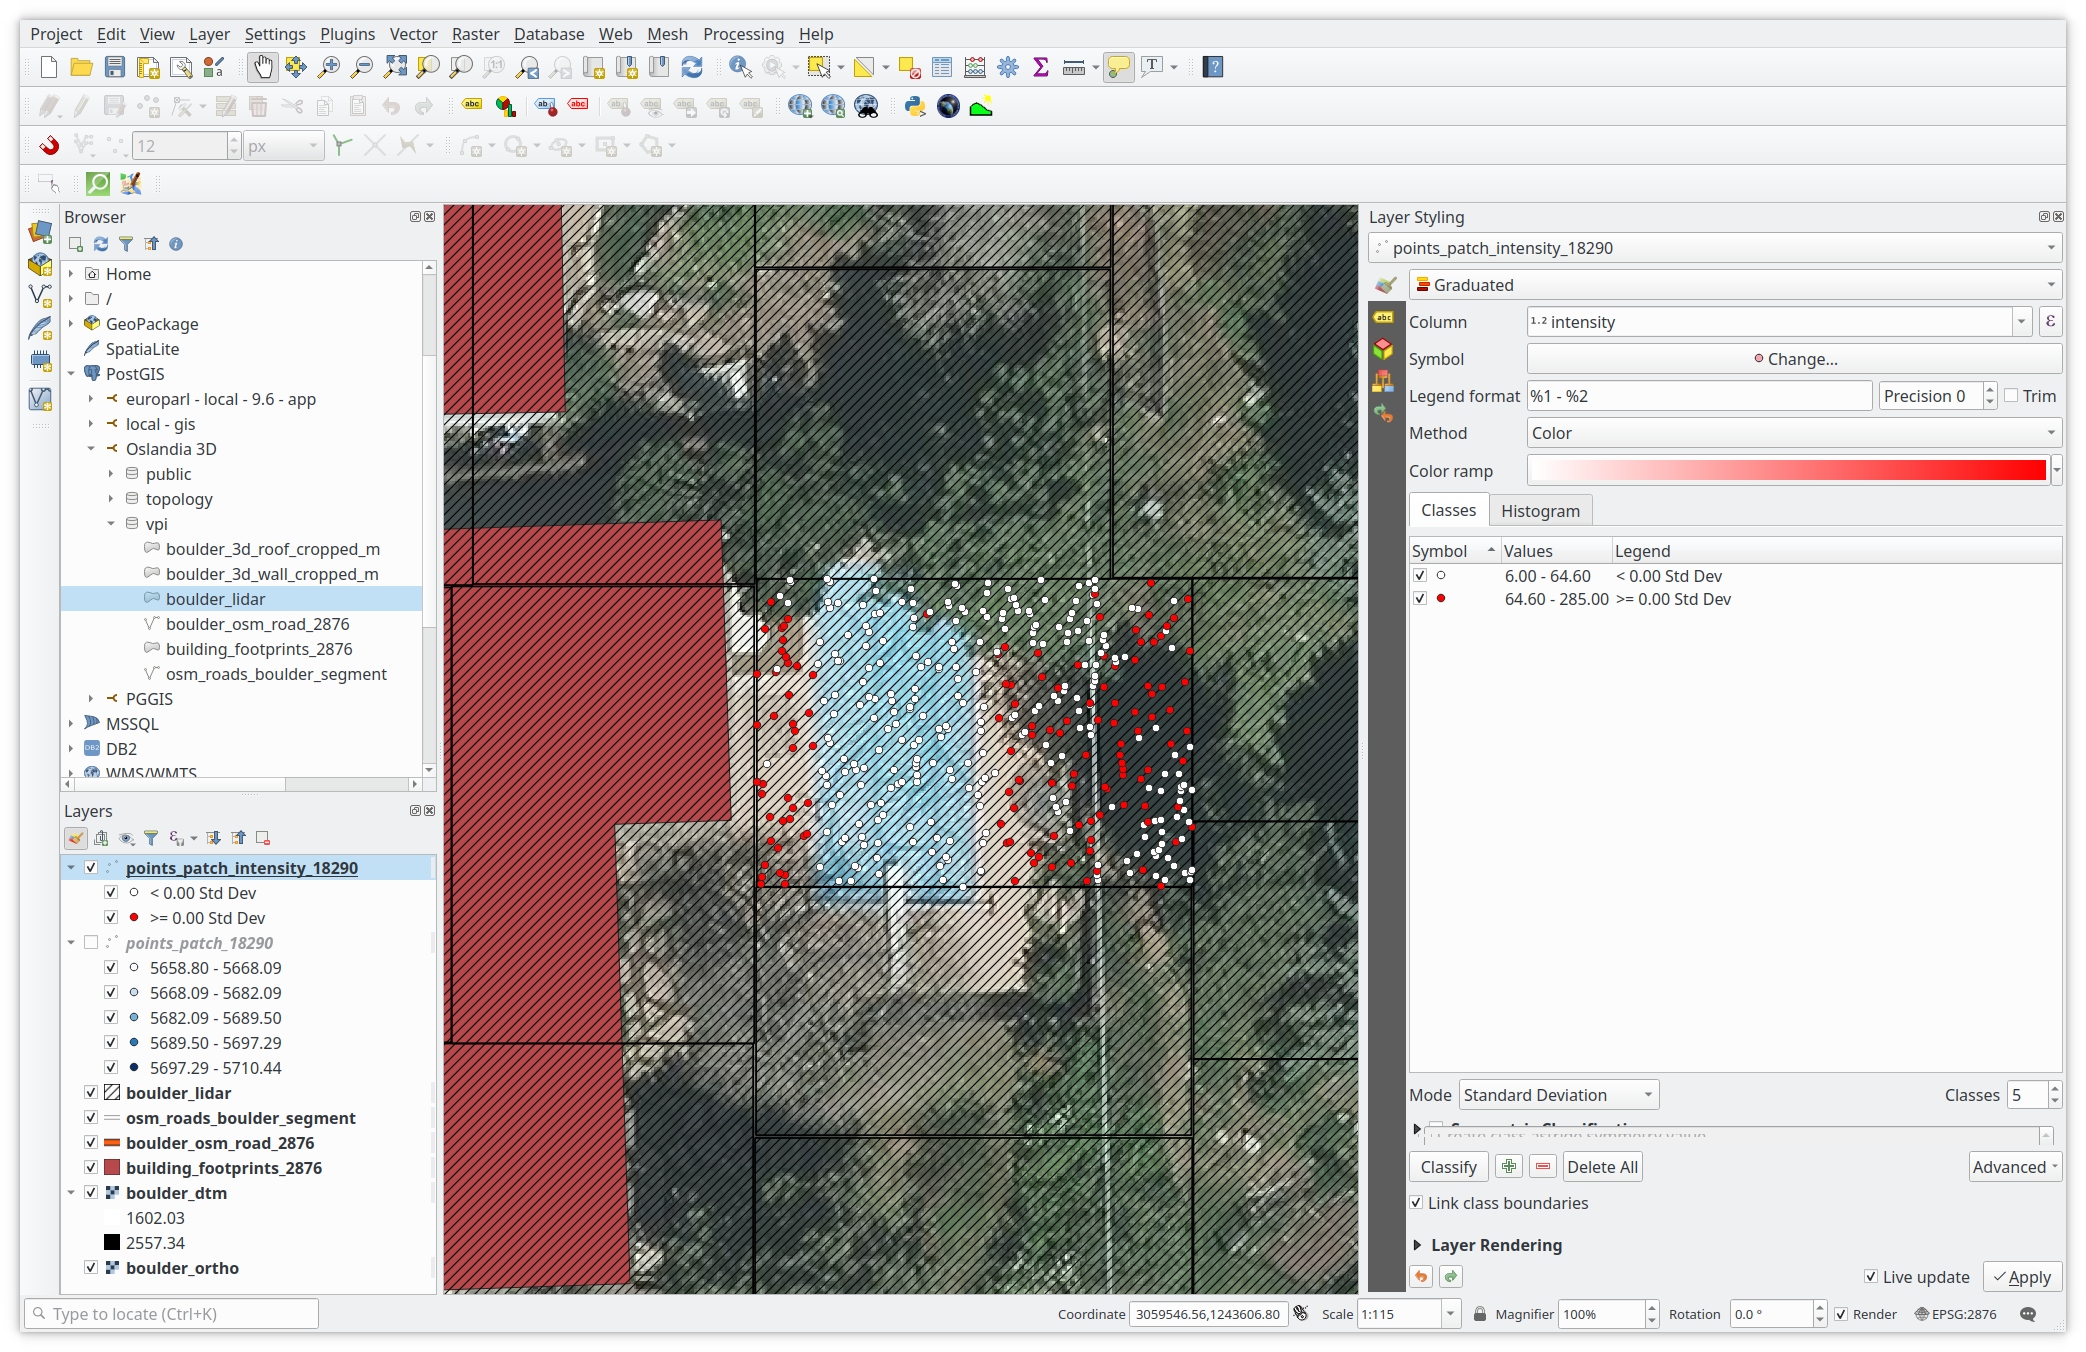 Project Edit View Layer Settings Plugins Vector Raster Database Web Mesh Processing Help
12 px
Browser
Home
/
GeoPackage
SpatiaLite
PostGIS
europarl - local - 9.6 - app
local - gis
Oslandia 3D
public
topology
vpi
boulder_3d_roof_cropped_m
boulder_3d_wall_cropped_m
boulder_lidar
boulder_osm_road_2876
building_footprints_2876
osm_roads_boulder_segment
PGGIS
MSSQL
DB2
WMS/WMTS
Layers
points_patch_intensity_18290
< 0.00 Std Dev
>= 0.00 Std Dev
points_patch_18290
5658.80 - 5668.09
5668.09 - 5682.09
5682.09 - 5689.50
5689.50 - 5697.29
5697.29 - 5710.44
boulder_lidar
osm_roads_boulder_segment
boulder_osm_road_2876
building_footprints_2876
boulder_dtm
1602.03
2557.34
boulder_ortho
Layer Styling
points_patch_intensity_18290
Graduated
Column 1.2 intensity ε
Symbol Change...
Legend format %1 - %2 Precision 0 Trim
Method Color
Color ramp
Classes Histogram
Symbol Values Legend
6.00 - 64.60 < 0.00 Std Dev
64.60 - 285.00 >= 0.00 Std Dev
Mode Standard Deviation Classes 5
Classify Delete All Advanced
Link class boundaries
Layer Rendering
Live update Apply
Type to locate (Ctrl+K) Coordinate 3059546.56,1243606.80 Scale 1:115 Magnifier 100% Rotation 0.0 ° Render EPSG:2876